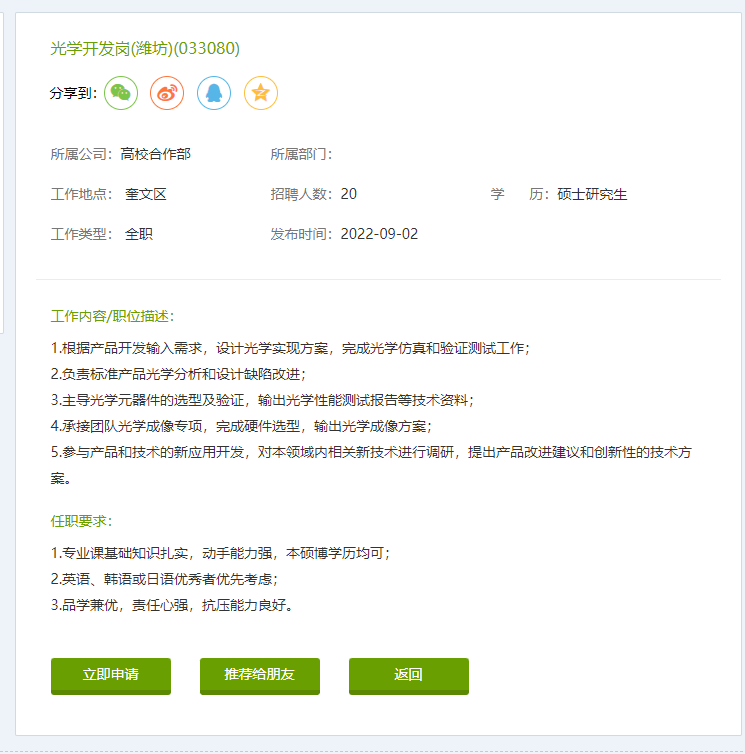 光学开发岗(潍坊)(033080)
分享到：
所属公司：高校合作部 所属部门：
工作地点： 奎文区 招聘人数：20 学 历：硕士研究生
工作类型： 全职 发布时间：2022-09-02
工作内容/职位描述：
1.根据产品开发输入需求，设计光学实现方案，完成光学仿真和验证测试工作；
2.负责标准产品光学分析和设计缺陷改进；
3.主导光学元器件的选型及验证，输出光学性能测试报告等技术资料；
4.承接团队光学成像专项，完成硬件选型，输出光学成像方案；
5.参与产品和技术的新应用开发，对本领域内相关新技术进行调研，提出产品改进建议和创新性的技术方
案。
任职要求：
1.专业课基础知识扎实，动手能力强，本硕博学历均可；
2.英语、韩语或日语优秀者优先考虑；
3.品学兼优，责任心强，抗压能力良好。
立即申请 推荐给朋友 返回